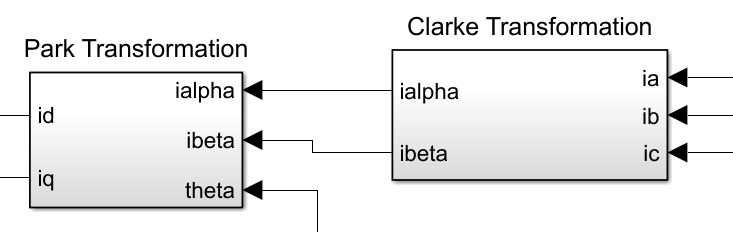 Clarke Transformation
Park Transformation
ialpha
ibeta
theta
id
iq
ialpha
ibeta
ia
ib
ic